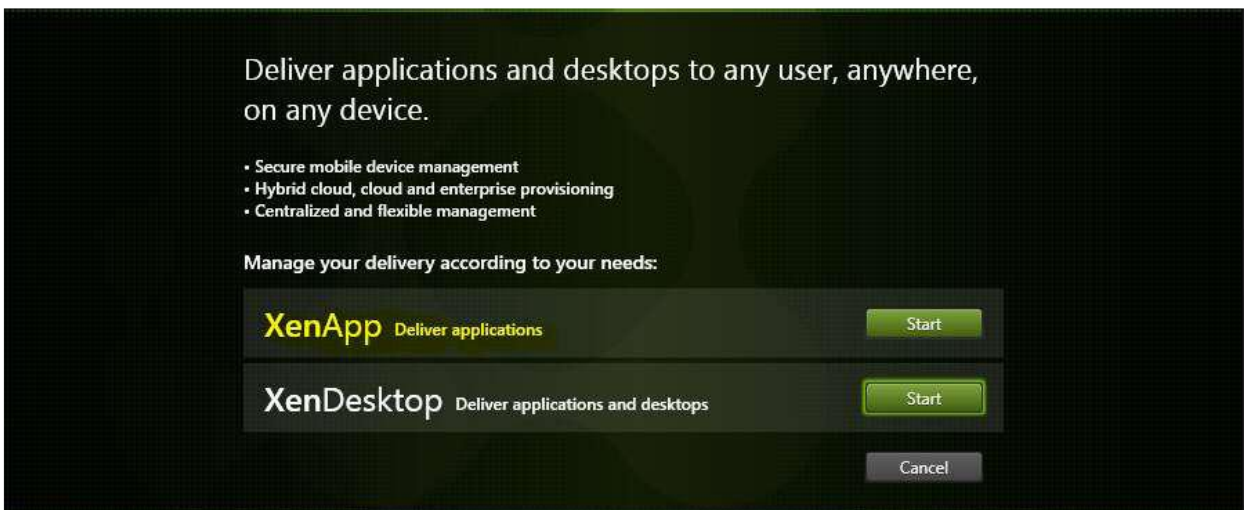 Deliver applications and desktops to any user, anywhere,
on any device.
• Secure mobile device management
• Hybrid cloud, cloud and enterprise provisioning
• Centralized and flexible management
Manage your delivery according to your needs:
XenApp Deliver applications Start
XenDesktop Deliver applications and desktops Start
Cancel